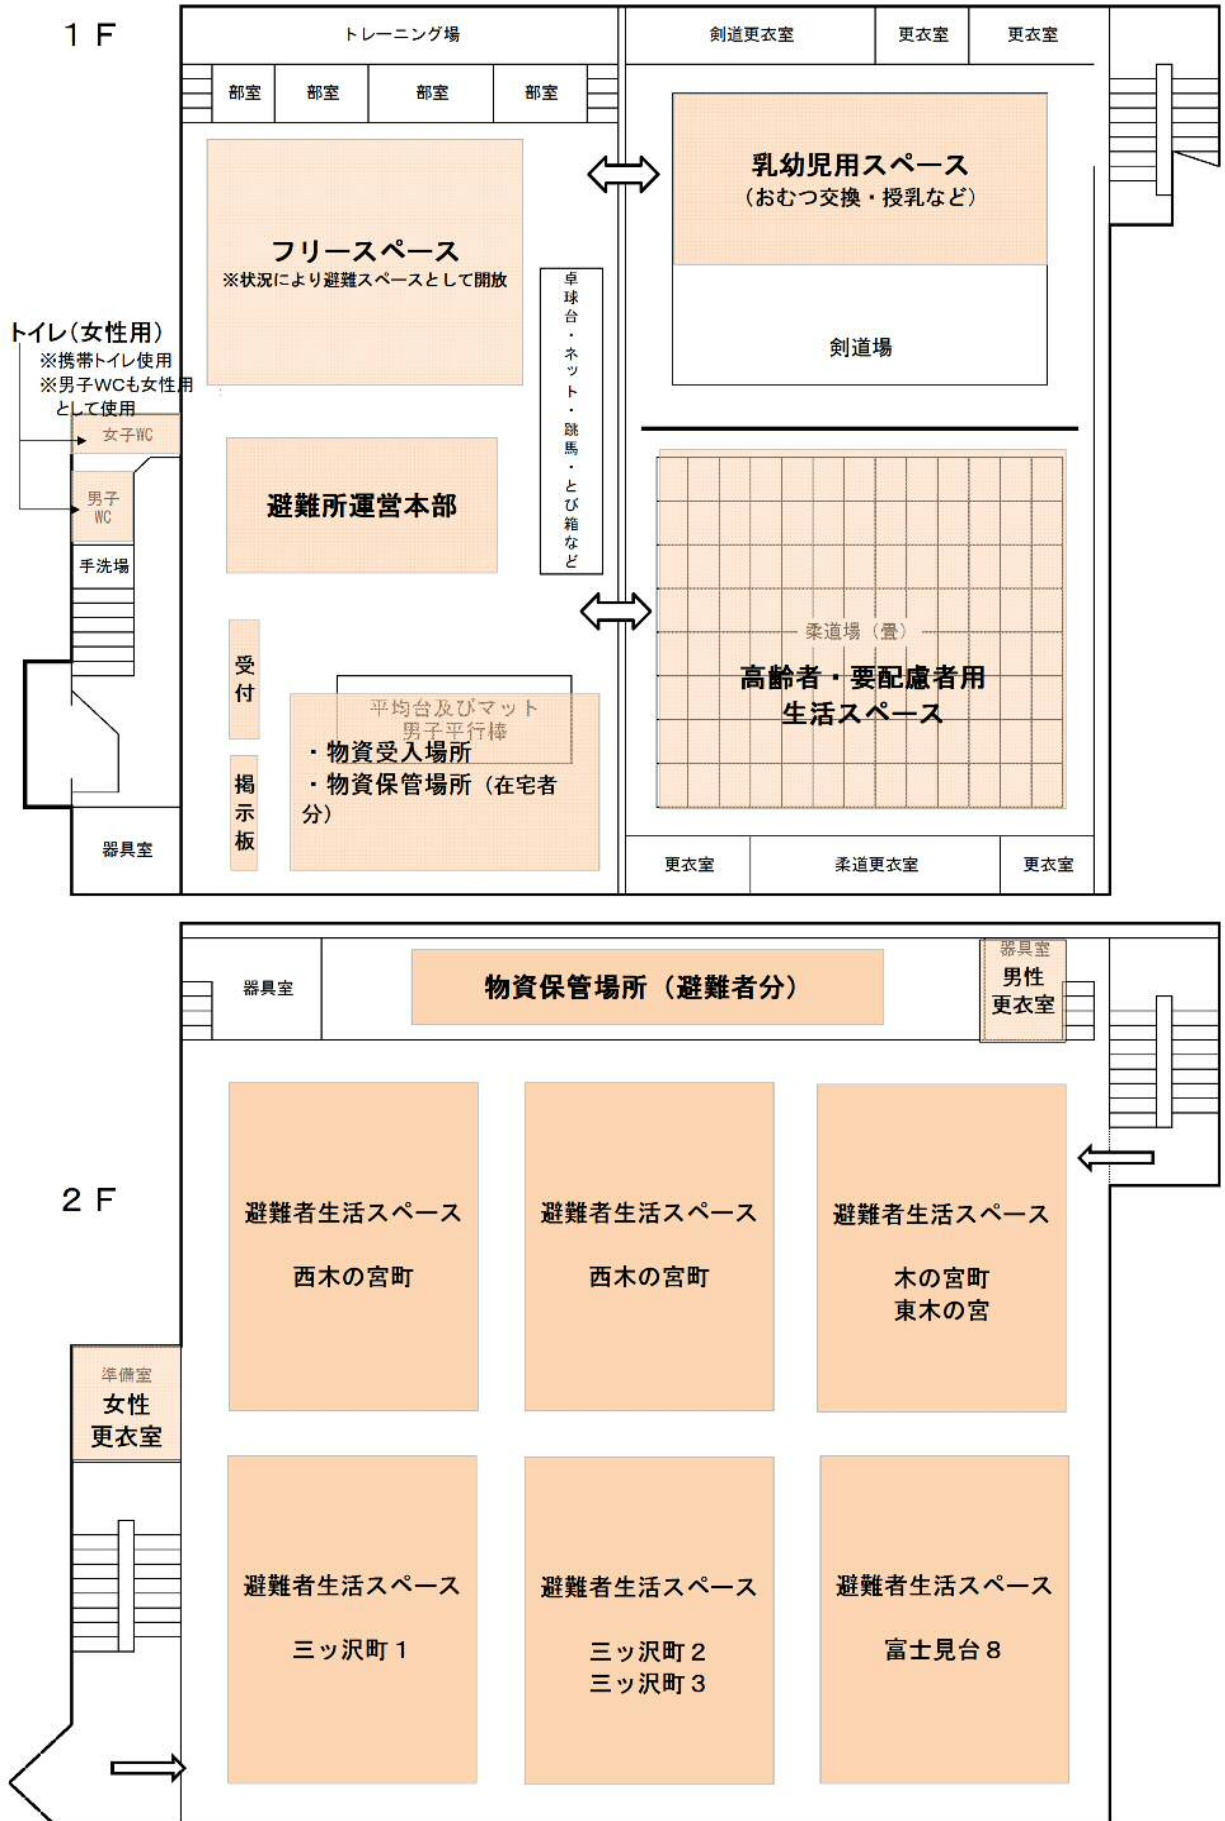 １Ｆ
トレーニング場
剣道更衣室
更衣室
更衣室
部室
部室
部室
部室
乳幼児用スペース
（おむつ交換・授乳など）
フリースペース
※状況により避難スペースとして開放
卓球台・ネット・跳馬・とび箱など
剣道場
トイレ（女性用）
※携帯トイレ使用
※男子WCも女性用
として使用
女子WC
男子
WC
手洗場
避難所運営本部
柔道場（畳）
高齢者・要配慮者用
生活スペース
受付
平均台及びマット
男子平行棒
・物資受入場所
・物資保管場所（在宅者
分）
掲示板
器具室
更衣室
柔道更衣室
更衣室
器具室
物資保管場所（避難者分）
器具室
男性
更衣室
２Ｆ
避難者生活スペース
西木の宮町
避難者生活スペース
西木の宮町
避難者生活スペース
木の宮町
東木の宮
準備室
女性
更衣室
避難者生活スペース
三ッ沢町１
避難者生活スペース
三ッ沢町２
三ッ沢町３
避難者生活スペース
富士見台８